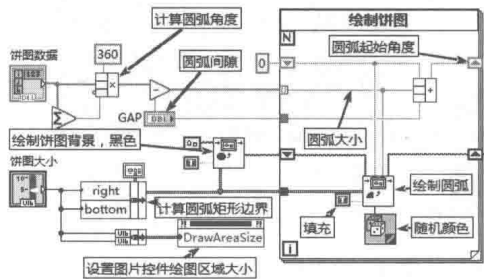 计算圆弧角度
绘制饼图
饼图数据
360
N
圆弧间隙
0
圆弧起始角度
GAP
DBL
绘制饼图背景，黑色
圆弧大小
饼图大小
right
bottom
计算圆弧矩形边界
绘制圆弧
填充
随机颜色
DrawAreaSize
i
设置图片控件绘图区域大小